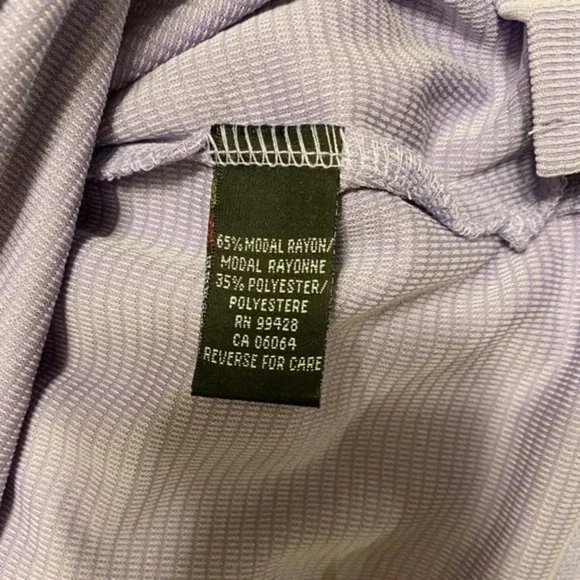 65% MODAL RAYON/
MODAL RAYONNE
35% POLYESTER/
POLYESTERE
RN 99428
CA 06064
REVERSE FOR CARE